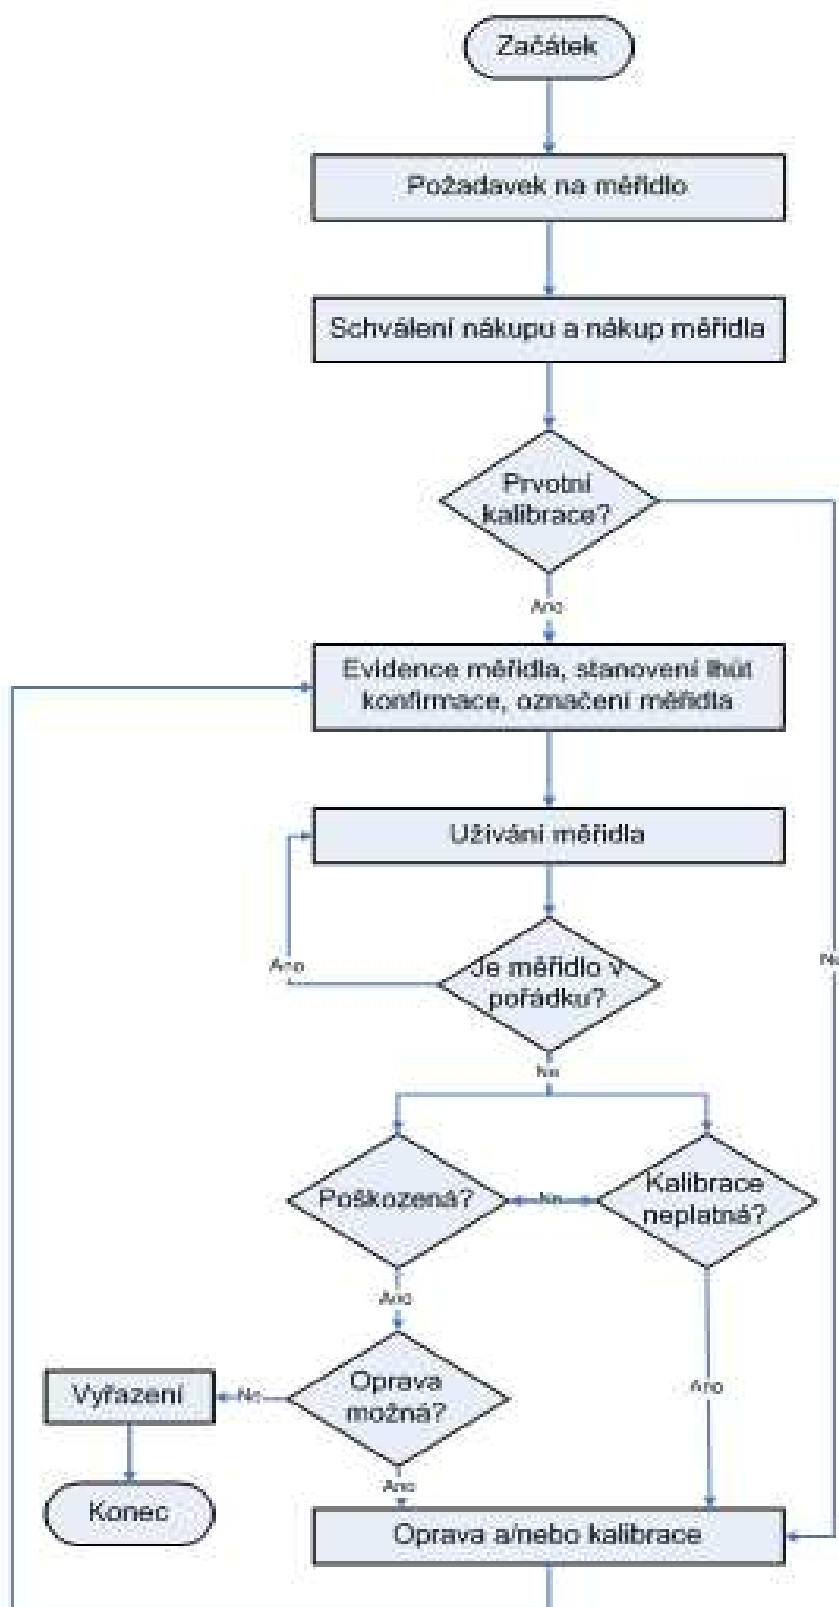 Začátek
Požadavek na měřidlo
Schválení nákupu a nákup měřidla
Prvotní
kalibrace?
Ano
Evidence měřidla, stanovení lhůt
konfirmace, označení měřidla
Užívání měřidla
Ano
Je měřidlo v
pořádku?
Ne
Ne
Poškozená?
Ne
Kalibrace
neplatná?
Ano
Vyřazení
Ne
Oprava
možná?
Ano
Ano
Konec
Oprava a/nebo kalibrace